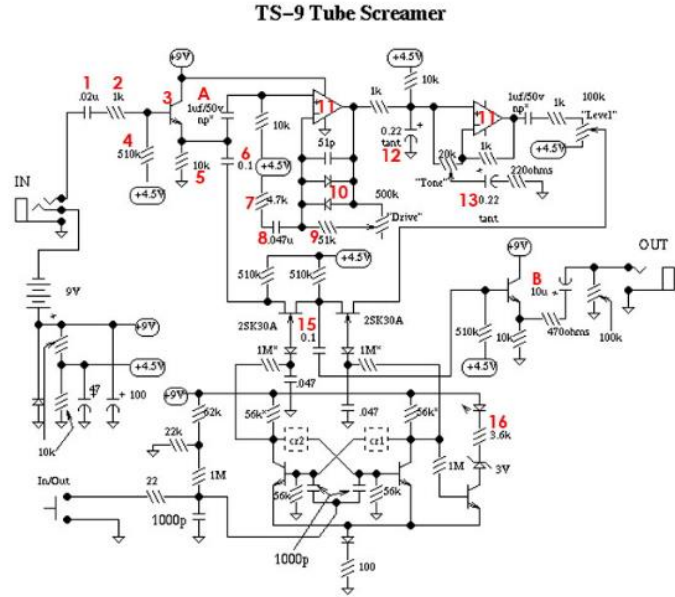 TS-9 Tube Screamer
+9V
+4.5V
1
2
3
A
11
1k
10k
11
1uf/50v
np*
100k
.02u
1k
1uf/50v
np*
1k
"Level"
4
10k
51p
0.22
tant
12
20k
1k
+4.5V
510k
10k
5
6
0.1
+4.5V
"Tone"
220ohms
+4.5V
7
4.7k
10
500k
13
0.22
tant
IN
8
.047u
9
51k
"Drive"
510k
510k
+4.5V
+9V
OUT
9V
B
10u
2SK30A
15
0.1
2SK30A
510k
10k
470ohms
100k
+9V
1M*
1M*
+4.5V
+4.5V
47
100
.047
.047
+9V
62k
56k*
56k*
16
3.6k
22k
cr2
cr1
10k
1M
1M
3V
In/Out
22
56k
56k
1000p
1000p
100